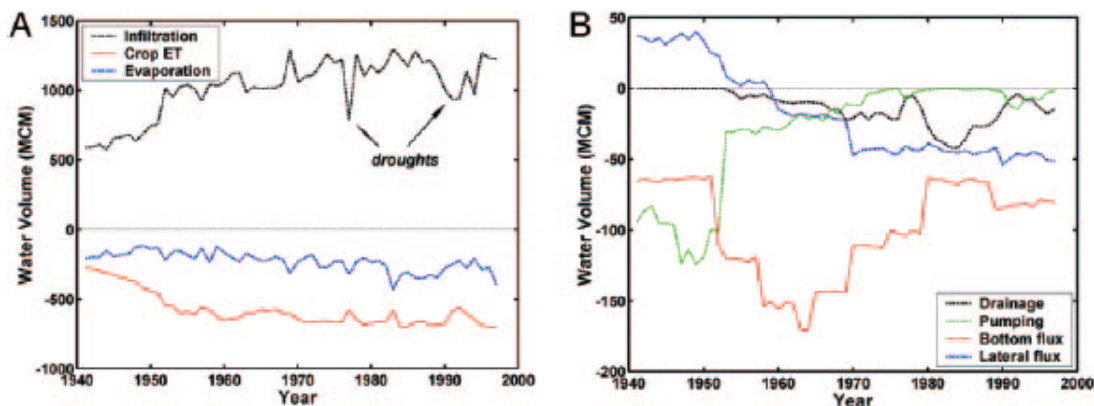 A
Water Volume (MCM)
1500
1000
500
0
-500
-1000
Infiltration
Crop ET
Evaporation
droughts
1940 1950 1960 1970 1980 1990 2000
Year
B
Water Volume (MCM)
50
0
-50
-100
-150
-200
Drainage
Pumping
Bottom flux
Lateral flux
1940 1950 1960 1970 1980 1990 2000
Year